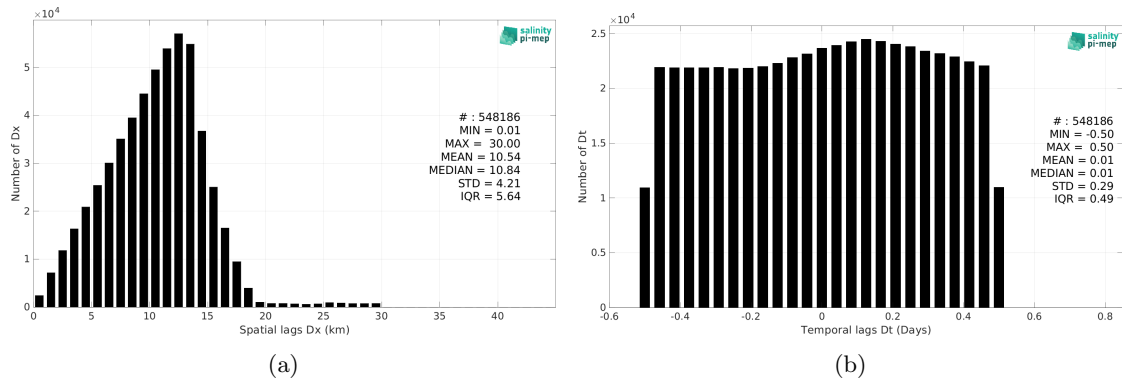 ×10⁴
6
5
4
3
2
1
0
Number of Dx
0 5 10 15 20 25 30 35 40
Spatial lags Dx (km)
salinity
pi-mep
# : 548186
MIN = 0.01
MAX = 30.00
MEAN = 10.54
MEDIAN = 10.84
STD = 4.21
IQR = 5.64
(a)
×10⁴
2.5
2
1.5
1
0.5
0
Number of Dt
-0.6 -0.4 -0.2 0 0.2 0.4 0.6 0.8
Temporal lags Dt (Days)
salinity
pi-mep
# : 548186
MIN = -0.50
MAX = 0.50
MEAN = 0.01
MEDIAN = 0.01
STD = 0.29
IQR = 0.49
(b)